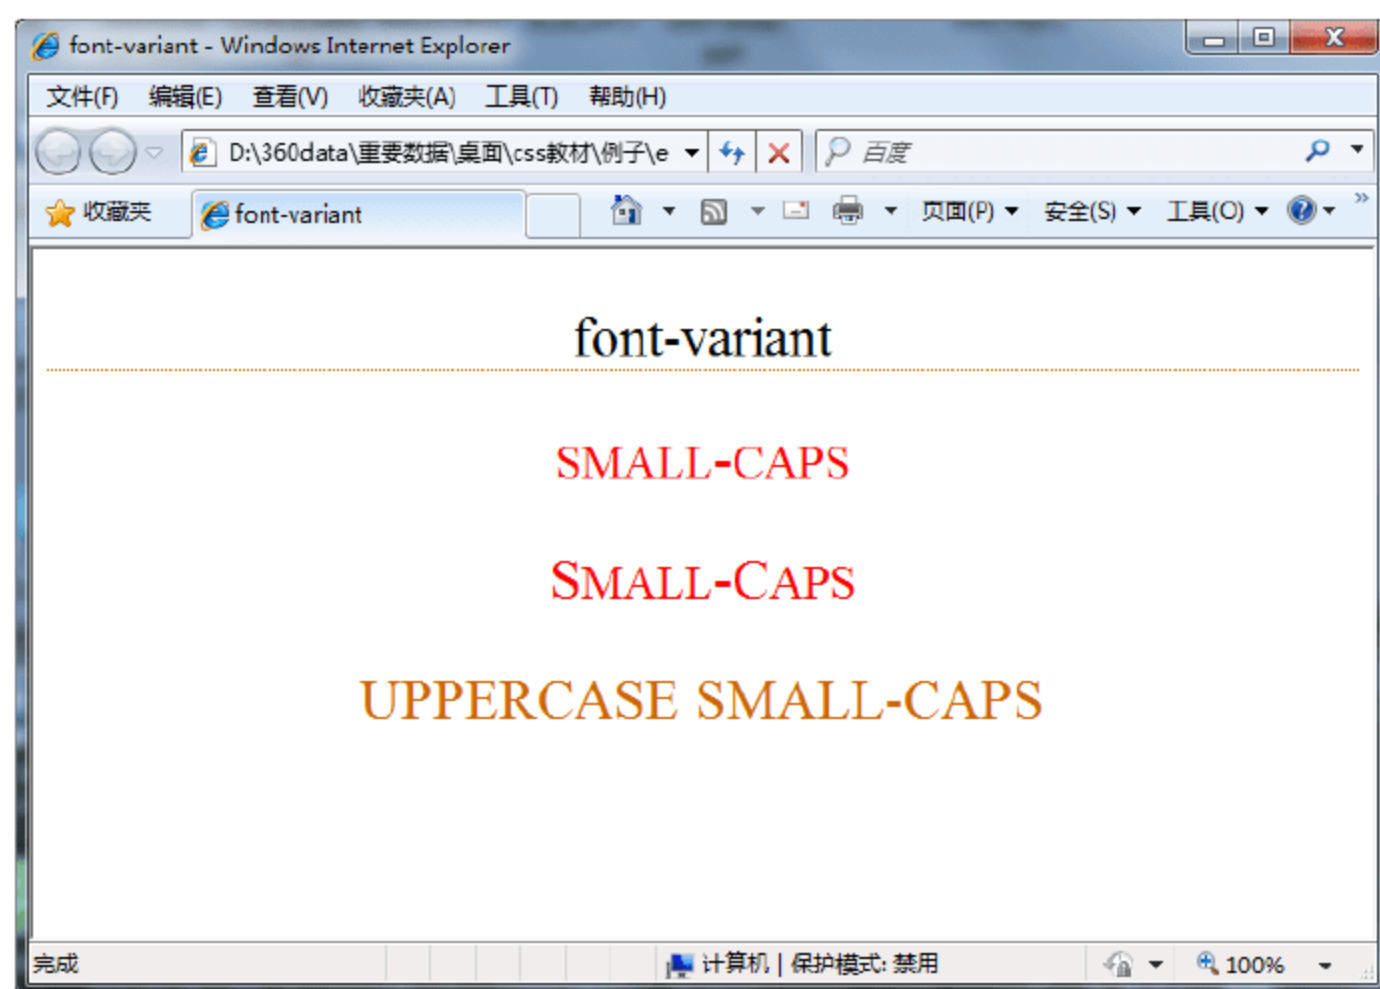 font-variant - Windows Internet Explorer
文件(F) 编辑(E) 查看(V) 收藏夹(A) 工具(T) 帮助(H)
D:\360data\重要数据\桌面\css教材\例子\e 百度
收藏夹 font-variant 页面(P) 安全(S) 工具(O) »
font-variant
SMALL-CAPS
SMALL-CAPS
UPPERCASE SMALL-CAPS
完成 计算机 | 保护模式: 禁用 100%